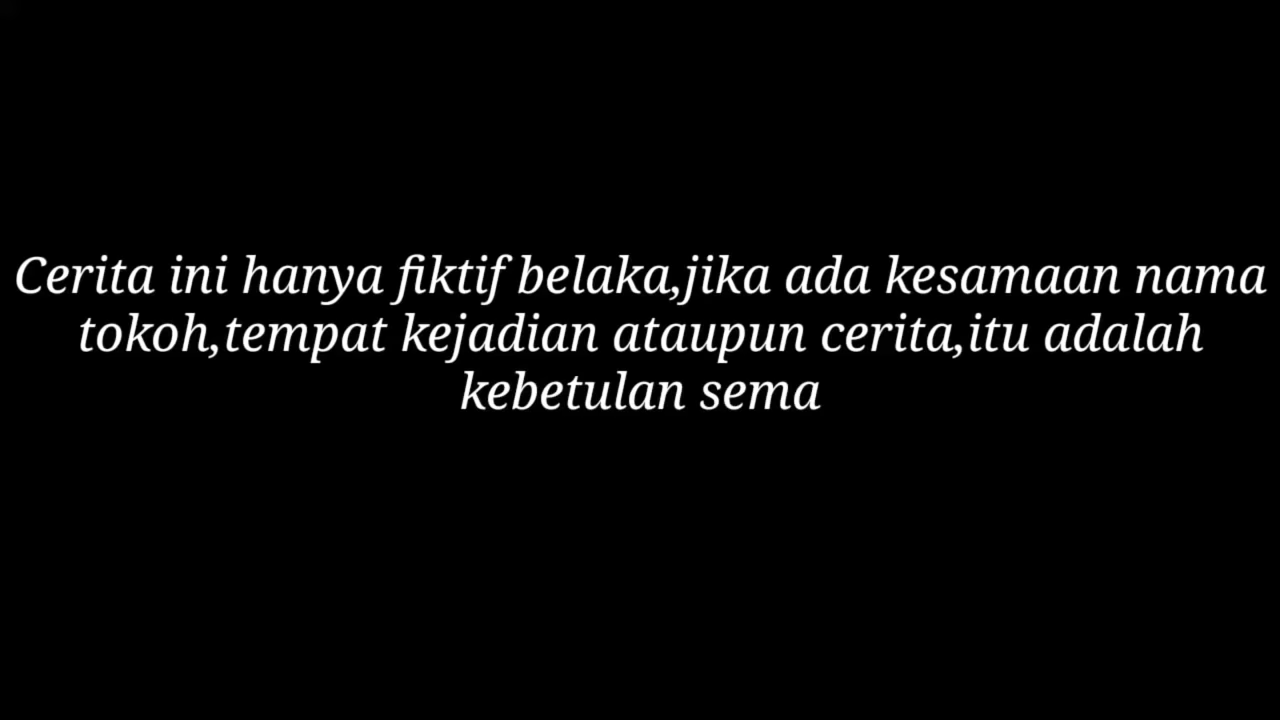 Cerita ini hanya fiktif belaka,jika ada kesamaan nama
tokoh,tempat kejadian ataupun cerita,itu adalah
kebetulan sema